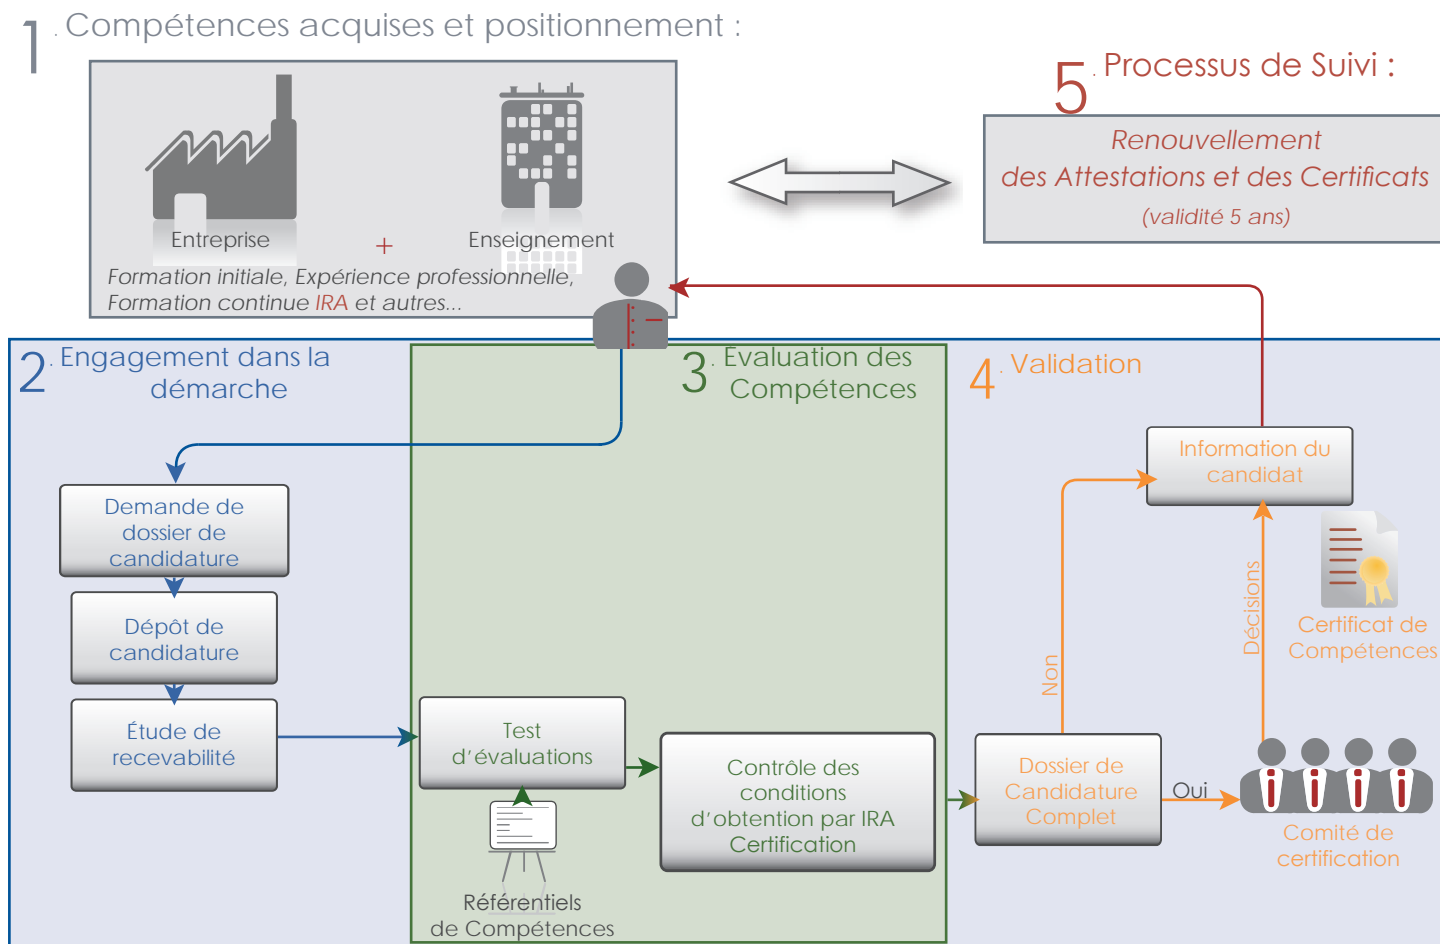 1. Compétences acquises et positionnement :
Entreprise
+
Enseignement
Formation initiale, Expérience professionnelle,
Formation continue IRA et autres...
5. Processus de Suivi :
Renouvellement
des Attestations et des Certificats
(validité 5 ans)
2. Engagement dans la
démarche
Demande de
dossier de
candidature
Dépôt de
candidature
Étude de
recevabilité
3. Evaluation des
Compétences
Test
d'évaluations
Référentiels
de Compétences
Contrôle des
conditions
d'obtention par IRA
Certification
4. Validation
Information du
candidat
Non
Décisions
Certificat de
Compétences
Dossier de
Candidature
Complet
Oui
Comité de
certification